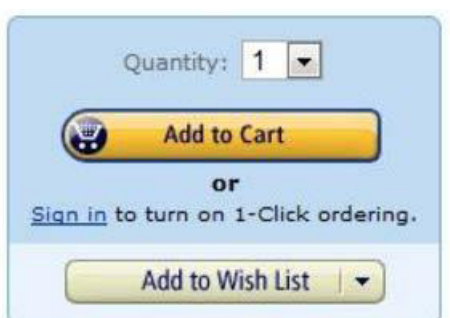 Quantity: 1
Add to Cart
or
Sign in to turn on 1-Click ordering.
Add to Wish List